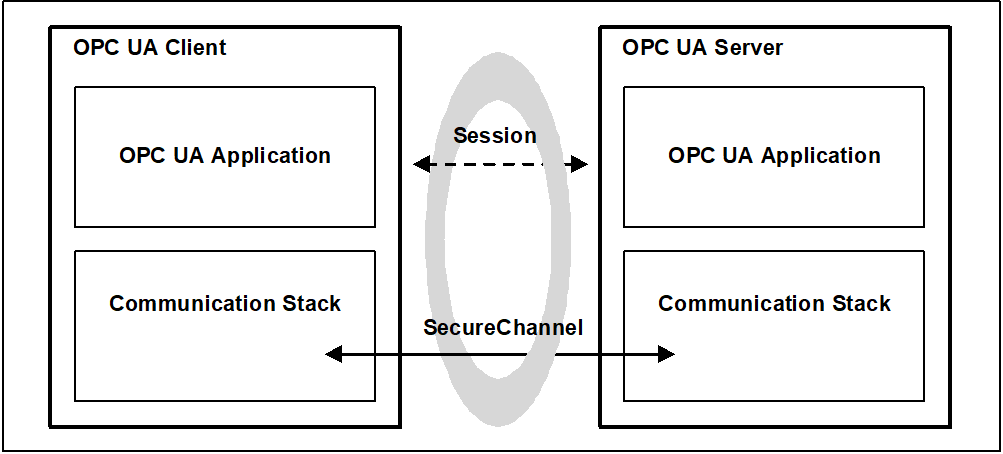 OPC UA Client
OPC UA Server
OPC UA Application
Session
OPC UA Application
Communication Stack
Communication Stack
SecureChannel